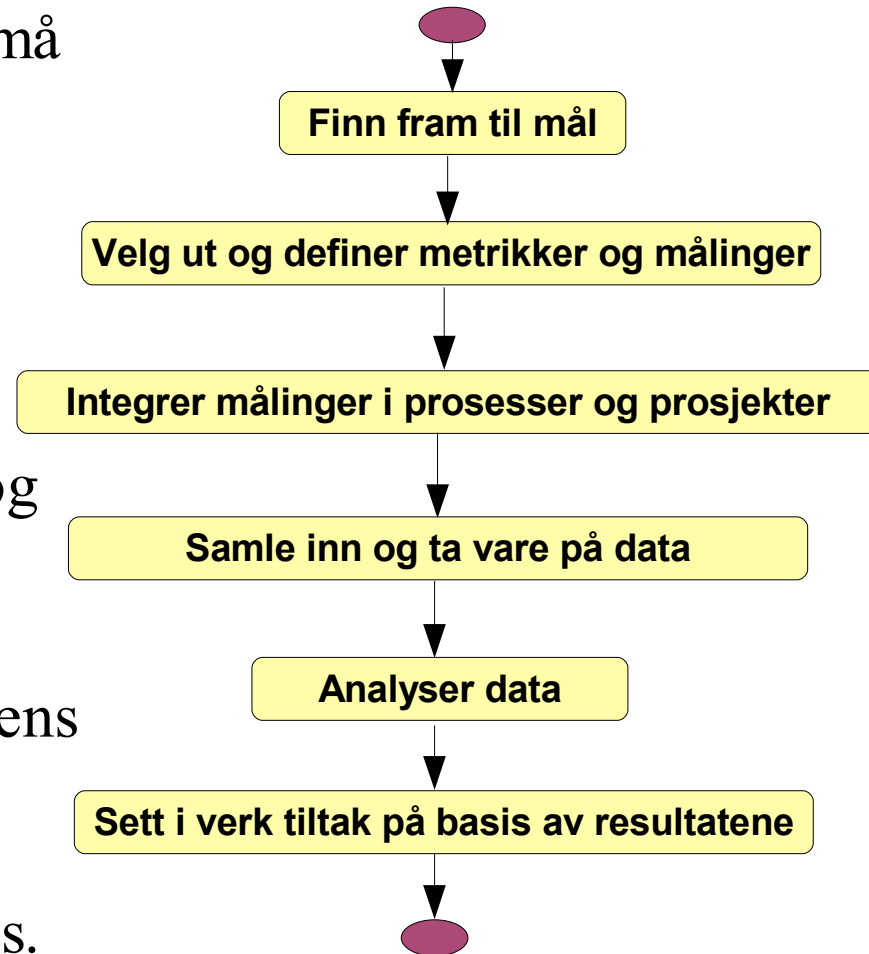 må
Finn fram til mål
Velg ut og definer metrikker og målinger
Integrer målinger i prosesser og prosjekter
og
Samle inn og ta vare på data
Analyser data
ens
Sett i verk tiltak på basis av resultatene
s.